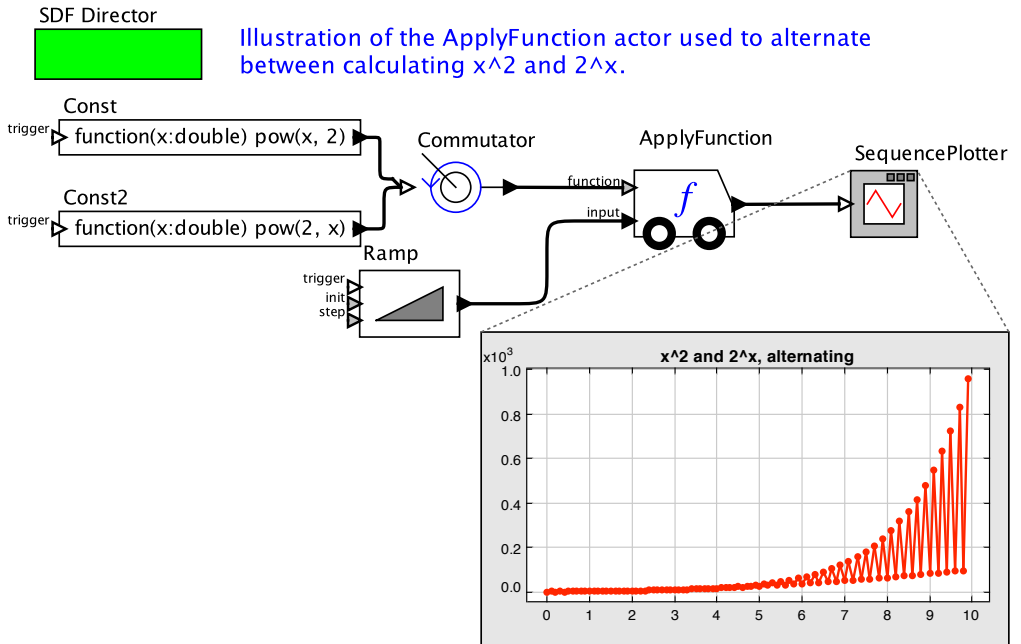 SDF Director
Illustration of the ApplyFunction actor used to alternate
between calculating x^2 and 2^x.
Const
trigger
function(x:double) pow(x, 2)
Commutator
ApplyFunction
SequencePlotter
Const2
trigger
function(x:double) pow(2, x)
function
f
input
Ramp
trigger
init
step
x^2 and 2^x, alternating
x10^3
1.0
0.8
0.6
0.4
0.2
0.0
0 1 2 3 4 5 6 7 8 9 10